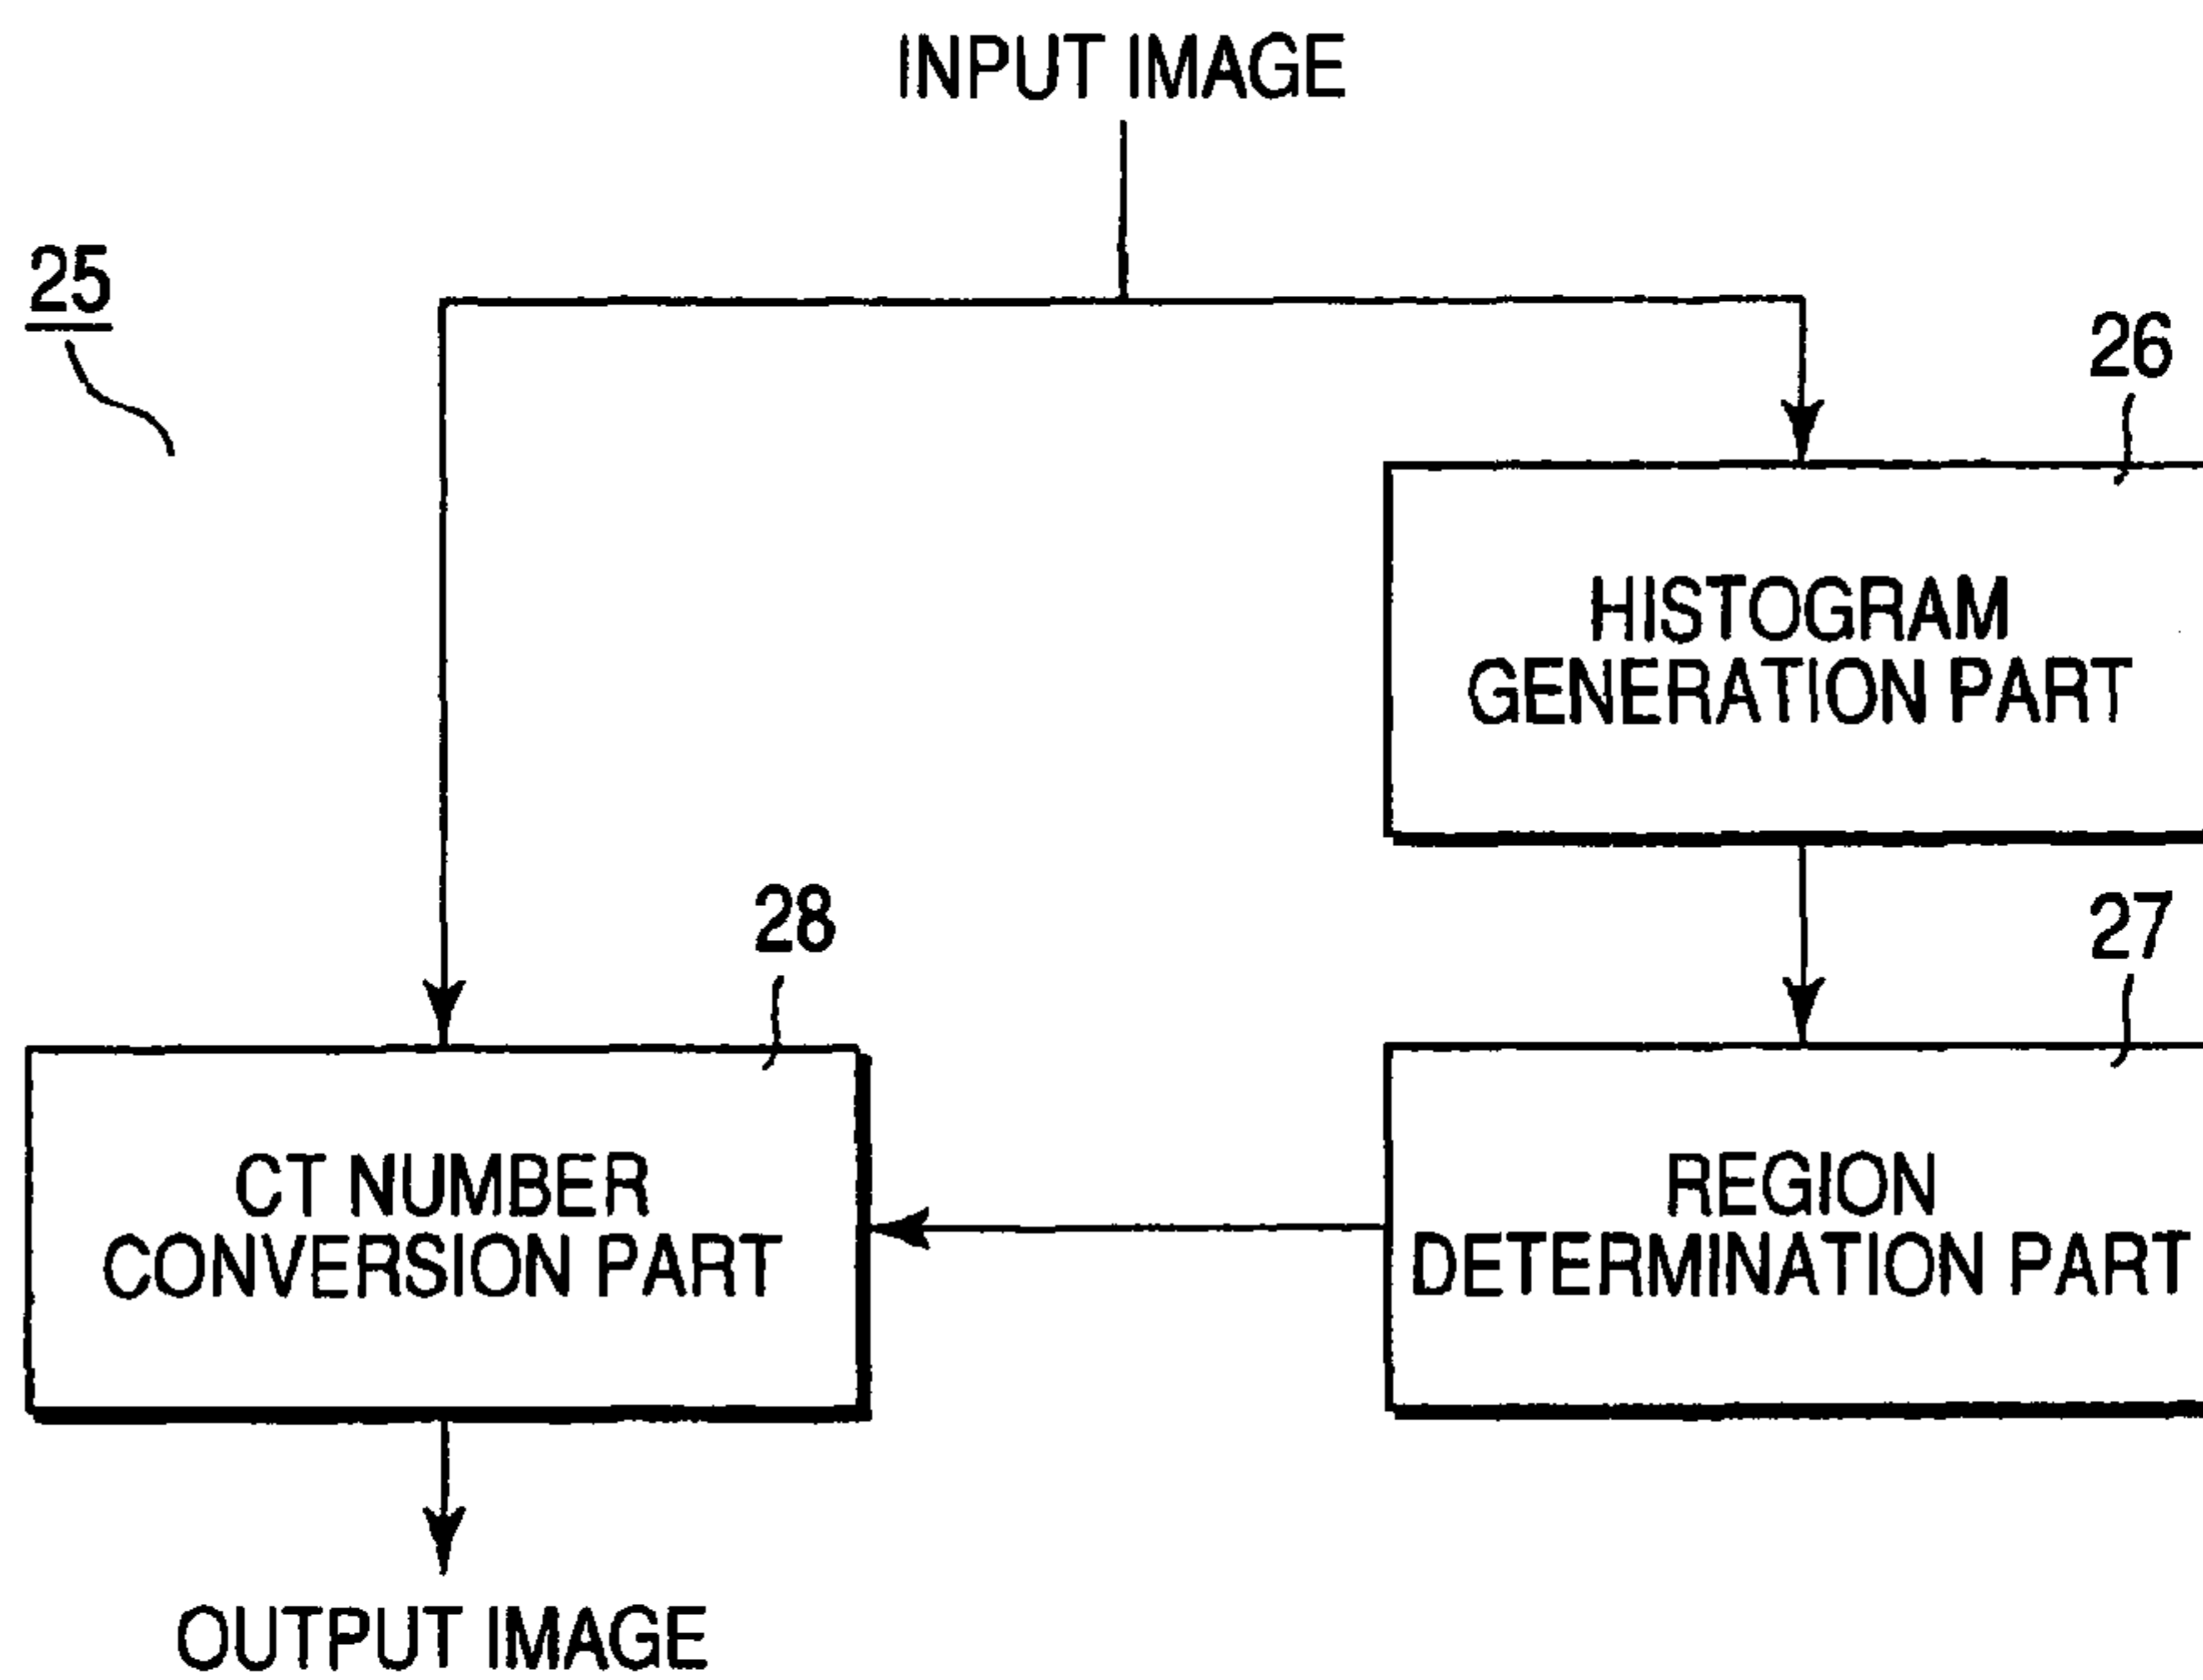 INPUT IMAGE
25
26
HISTOGRAM
GENERATION PART
28
27
CT NUMBER
CONVERSION PART
REGION
DETERMINATION PART
OUTPUT IMAGE